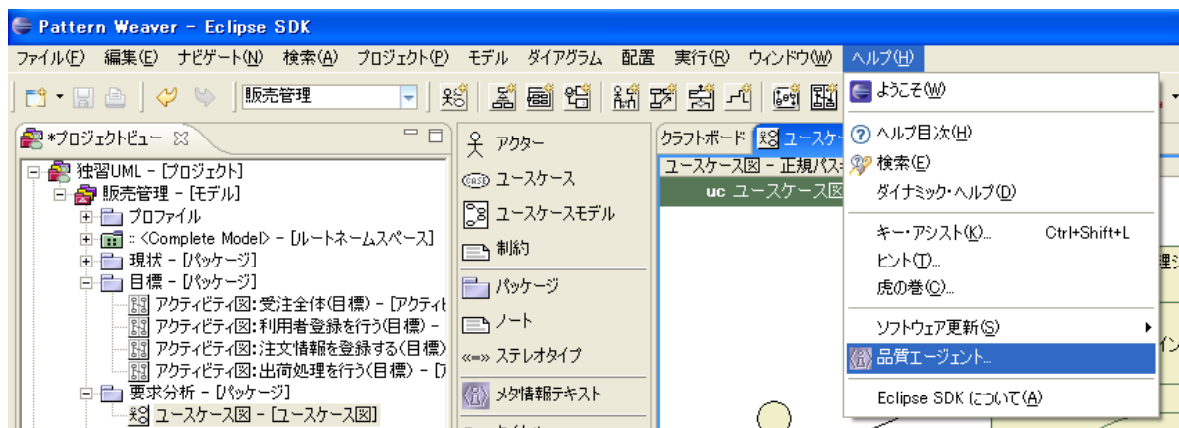 Pattern Weaver - Eclipse SDK
ファイル(F) 編集(E) ナビゲート(N) 検索(A) プロジェクト(P) モデル ダイアグラム 配置 実行(R) ウィンドウ(W) ヘルプ(H)
販売管理
*プロジェクトビュー
独習UML - [プロジェクト]
販売管理 - [モデル]
プロファイル
:: <Complete Model> - [ルートネームスペース]
現状 - [パッケージ]
目標 - [パッケージ]
アクティビティ図:受注全体(目標) - [アクティ
アクティビティ図:利用者登録を行う(目標) -
アクティビティ図:注文情報を登録する(目標)
アクティビティ図:出荷処理を行う(目標) - [ア
要求分析 - [パッケージ]
ユースケース図 - [ユースケース図]
アクター
ユースケース
ユースケースモデル
制約
パッケージ
ノート
«=» ステレオタイプ
メタ情報テキスト
クラフトボード ユースケー
ユースケース図 - 正規パス:
uc ユースケース図
ようこそ(W)
ヘルプ目次(H)
検索(E)
ダイナミック・ヘルプ(D)
キー・アシスト(K)... Ctrl+Shift+L
ヒント(T)...
虎の巻(C)...
ソフトウェア更新(S)
品質エージェント...
Eclipse SDK について(A)